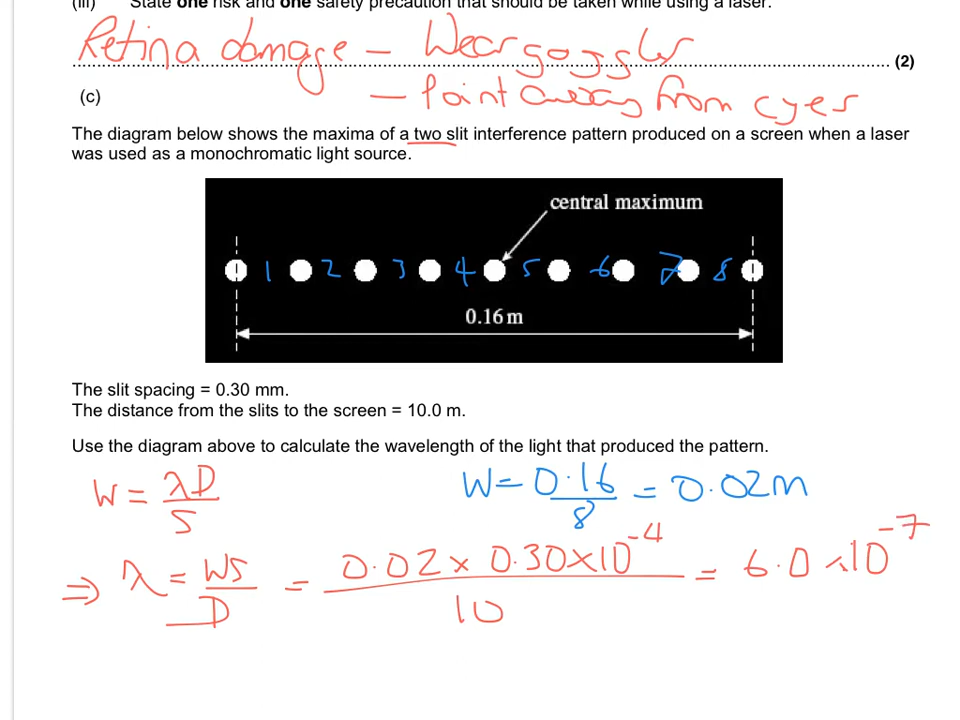 (iii) State one risk and one safety precaution that should be taken while using a laser.
Retina damage – Wear goggles
(2)
(c) – Point away from eyes
The diagram below shows the maxima of a two slit interference pattern produced on a screen when a laser
was used as a monochromatic light source.
central maximum
1 2 3 4 5 6 7 8
0.16 m
The slit spacing = 0.30 mm.
The distance from the slits to the screen = 10.0 m.
Use the diagram above to calculate the wavelength of the light that produced the pattern.
W = λD/S W = 0.16/8 = 0.02m
⇒ λ = WS/D = 0.02 × 0.30×10^-4/10 = 6.0 × 10^-7